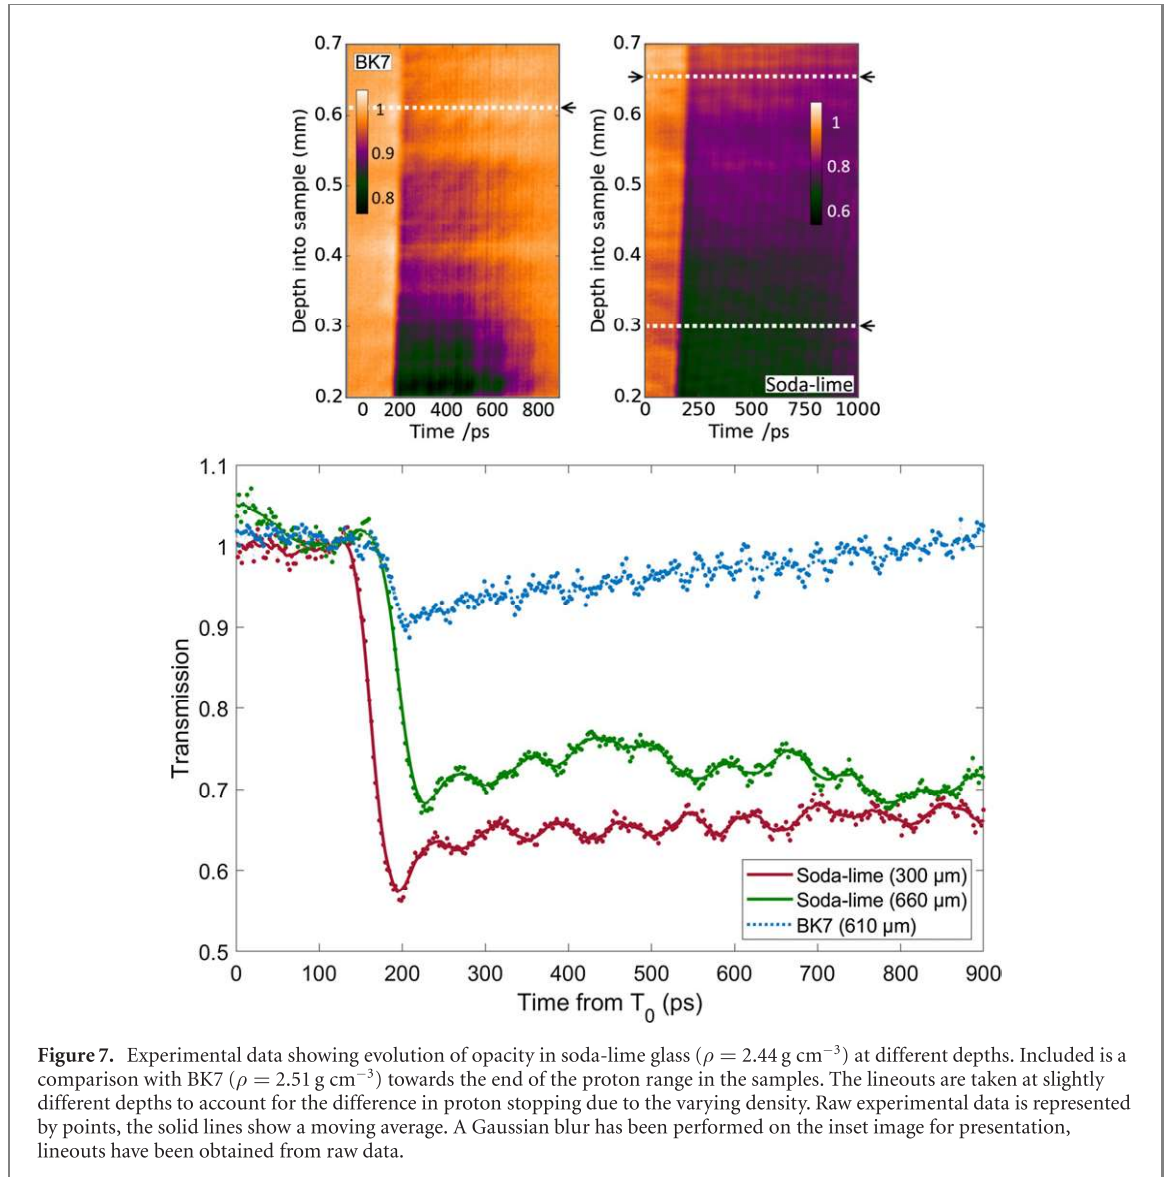 0.7
0.6
0.5
0.4
0.3
0.2
Depth into sample (mm)
BK7
1
0.9
0.8
0 200 400 600 800
Time /ps
0.7
0.6
0.5
0.4
0.3
0.2
Depth into sample (mm)
1
0.8
0.6
Soda-lime
0 250 500 750 1000
Time /ps
1.1
1
0.9
0.8
0.7
0.6
0.5
Transmission
Soda-lime (300 μm)
Soda-lime (660 μm)
BK7 (610 μm)
0 100 200 300 400 500 600 700 800 900
Time from T₀ (ps)
Figure 7. Experimental data showing evolution of opacity in soda-lime glass (ρ = 2.44 g cm⁻³) at different depths. Included is a
comparison with BK7 (ρ = 2.51 g cm⁻³) towards the end of the proton range in the samples. The lineouts are taken at slightly
different depths to account for the difference in proton stopping due to the varying density. Raw experimental data is represented
by points, the solid lines show a moving average. A Gaussian blur has been performed on the inset image for presentation,
lineouts have been obtained from raw data.